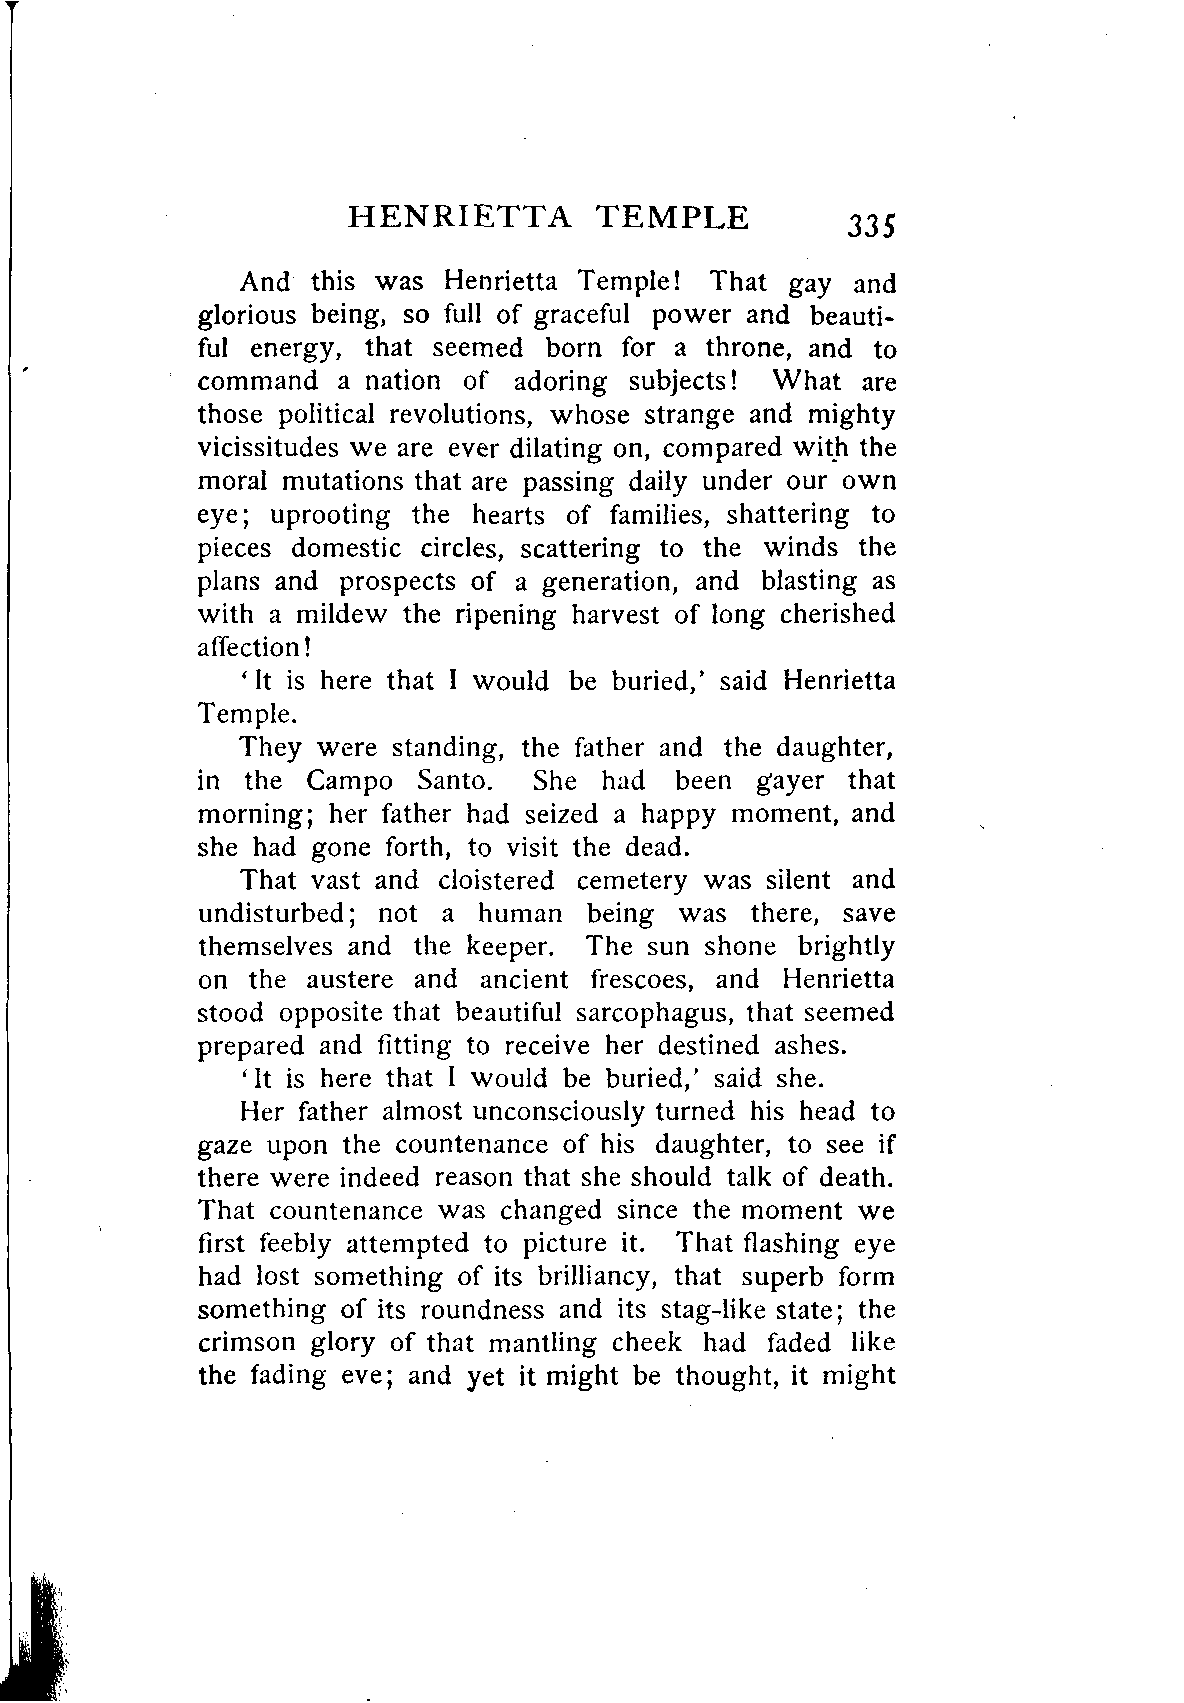 HENRIETTA TEMPLE 335
And this was Henrietta Temple! That gay and
glorious being, so full of graceful power and beauti-
ful energy, that seemed born for a throne, and to
command a nation of adoring subjects! What are
those political revolutions, whose strange and mighty
vicissitudes we are ever dilating on, compared with the
moral mutations that are passing daily under our own
eye; uprooting the hearts of families, shattering to
pieces domestic circles, scattering to the winds the
plans and prospects of a generation, and blasting as
with a mildew the ripening harvest of long cherished
affection!
‘It is here that I would be buried,’ said Henrietta
Temple.
They were standing, the father and the daughter,
in the Campo Santo. She had been gayer that
morning; her father had seized a happy moment, and
she had gone forth, to visit the dead.
That vast and cloistered cemetery was silent and
undisturbed; not a human being was there, save
themselves and the keeper. The sun shone brightly
on the austere and ancient frescoes, and Henrietta
stood opposite that beautiful sarcophagus, that seemed
prepared and fitting to receive her destined ashes.
‘It is here that I would be buried,’ said she.
Her father almost unconsciously turned his head to
gaze upon the countenance of his daughter, to see if
there were indeed reason that she should talk of death.
That countenance was changed since the moment we
first feebly attempted to picture it. That flashing eye
had lost something of its brilliancy, that superb form
something of its roundness and its stag-like state; the
crimson glory of that mantling cheek had faded like
the fading eve; and yet it might be thought, it might